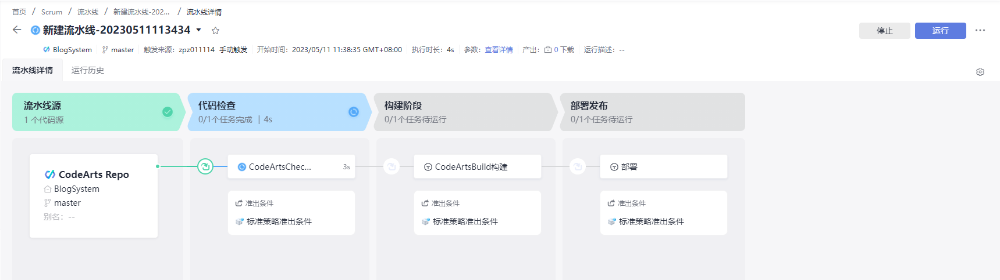 首页 / Scrum / 流水线 / 新建流水线-202... / 流水线详情
新建流水线-20230511113434
停止
运行
BlogSystem master 触发来源：zpz011114 手动触发 开始时间：2023/05/11 11:38:35 GMT+08:00 执行时长：4s 参数：查看详情 产出：0 下载 运行描述：--
流水线详情 运行历史
流水线源
1 个代码源
代码检查
0/1个任务完成 | 4s
构建阶段
0/1个任务待运行
部署发布
0/1个任务待运行
CodeArts Repo
BlogSystem
master
别名：--
CodeArtsChec... 3s
准出条件
标准策略准出条件
CodeArtsBuild构建
准出条件
标准策略准出条件
部署
准出条件
标准策略准出条件